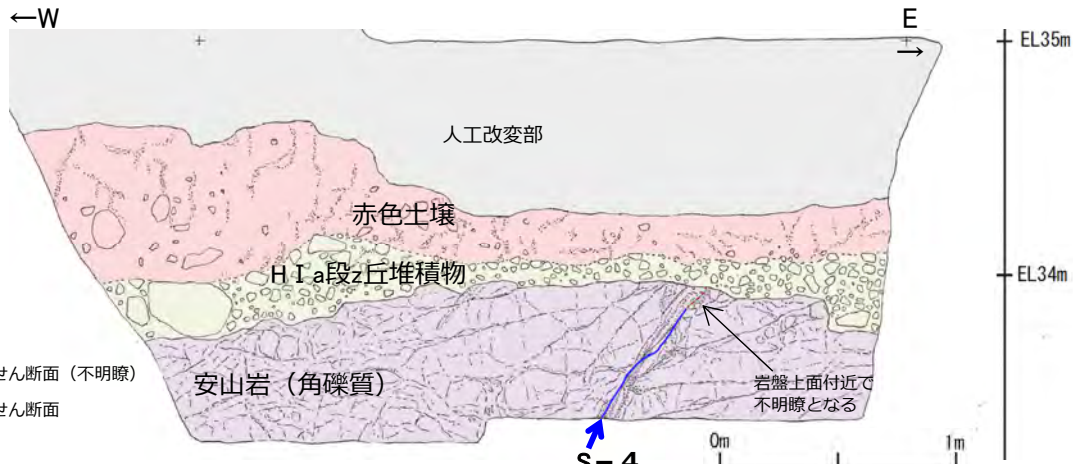 ←W
E
→
EL35m
人工改変部
赤色土壌
HⅠa段z丘堆積物
EL34m
せん断面（不明瞭）
せん断面
安山岩（角礫質）
岩盤上面付近で
不明瞭となる
S－4
0m
1m